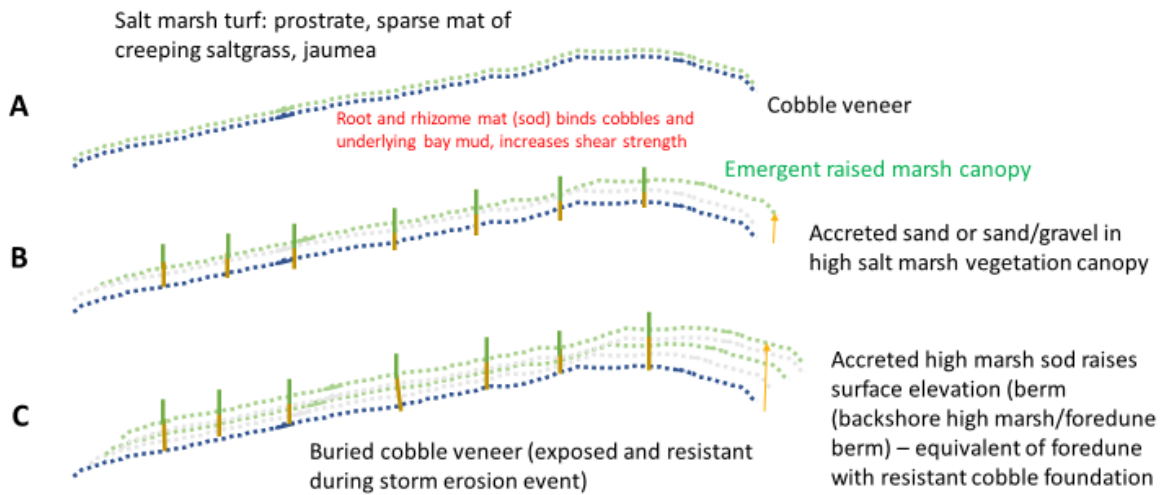 Salt marsh turf: prostrate, sparse mat of
creeping saltgrass, jaumea
A
Cobble veneer
Root and rhizome mat (sod) binds cobbles and
underlying bay mud, increases shear strength
Emergent raised marsh canopy
B
Accreted sand or sand/gravel in
high salt marsh vegetation canopy
C
Accreted high marsh sod raises
surface elevation (berm
(backshore high marsh/foredune
berm) – equivalent of foredune
with resistant cobble foundation
Buried cobble veneer (exposed and resistant
during storm erosion event)